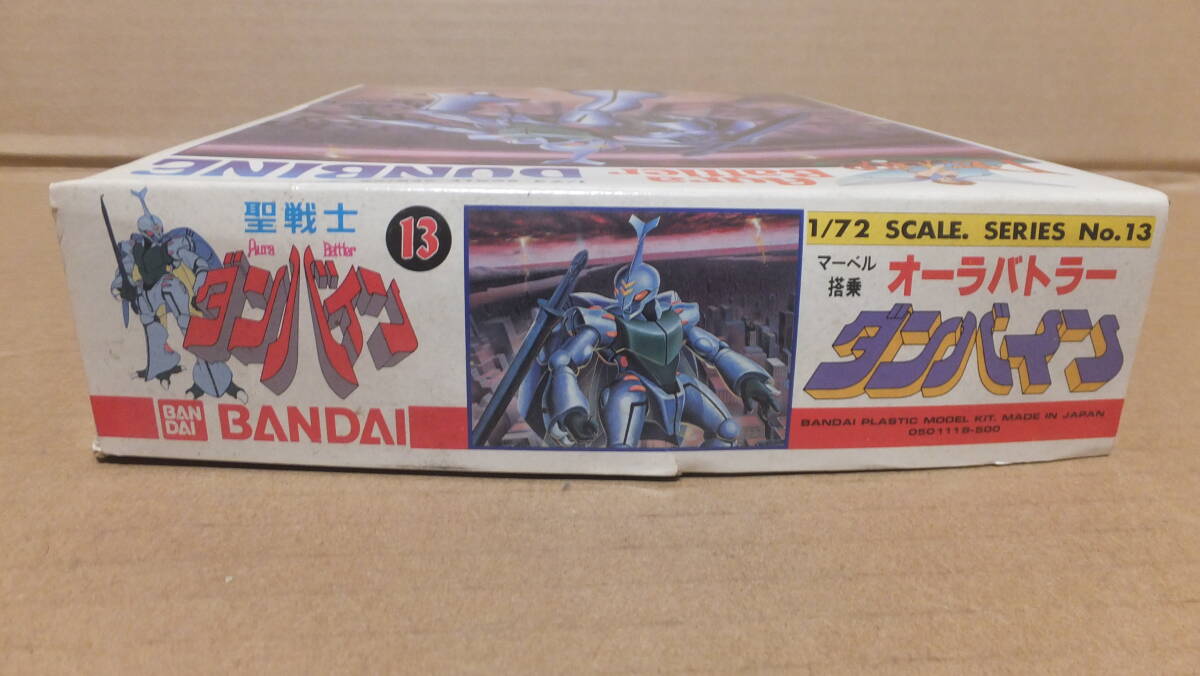 Aura
Battler
DUNBINE
聖戦士
Aura Battler
ダンバイン
13
BAN
DAI
BANDAI
1/72 SCALE. SERIES No.13
マーベル
搭乗
オーラバトラー
ダンバイン
BANDAI PLASTIC MODEL KIT. MADE IN JAPAN
0501118-500